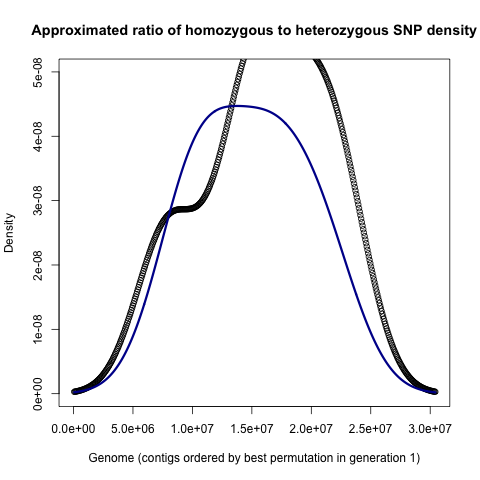 Approximated ratio of homozygous to heterozygous SNP density
5e-08
4e-08
3e-08
2e-08
1e-08
0e+00
Density
0.0e+00 5.0e+06 1.0e+07 1.5e+07 2.0e+07 2.5e+07 3.0e+07
Genome (contigs ordered by best permutation in generation 1)